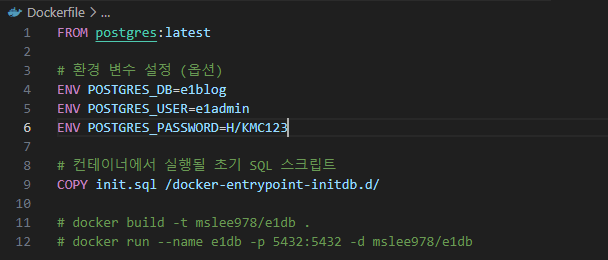 Dockerfile > ...
1 FROM postgres:latest
2
3 # 환경 변수 설정 (옵션)
4 ENV POSTGRES_DB=e1blog
5 ENV POSTGRES_USER=e1admin
6 ENV POSTGRES_PASSWORD=H/KMC123
7
8 # 컨테이너에서 실행될 초기 SQL 스크립트
9 COPY init.sql /docker-entrypoint-initdb.d/
10
11 # docker build -t mslee978/e1db .
12 # docker run --name e1db -p 5432:5432 -d mslee978/e1db